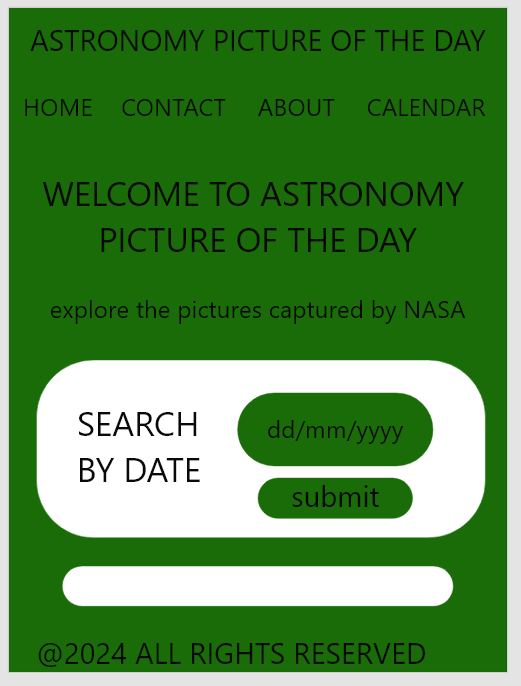 ASTRONOMY PICTURE OF THE DAY
HOME CONTACT ABOUT CALENDAR
WELCOME TO ASTRONOMY
PICTURE OF THE DAY
explore the pictures captured by NASA
SEARCH
BY DATE
dd/mm/yyyy
submit
@2024 ALL RIGHTS RESERVED